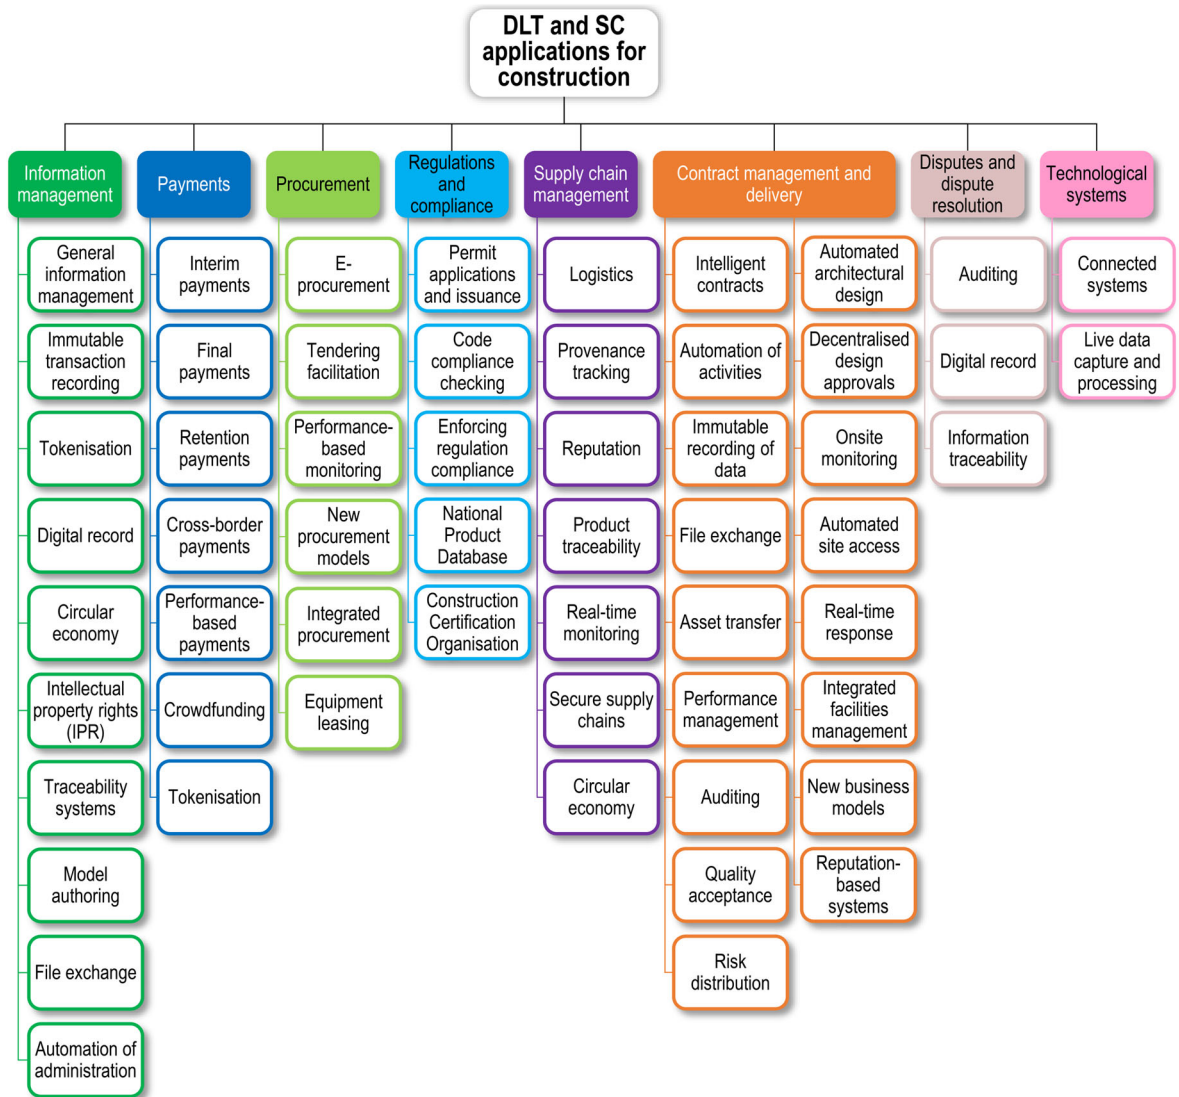 DLT and SC
applications for
construction
Information
management
Payments
Procurement
Regulations
and
compliance
Supply chain
management
Contract management and
delivery
Disputes and
dispute
resolution
Technological
systems
General
information
management
Immutable
transaction
recording
Tokenisation
Digital record
Circular
economy
Intellectual
property rights
(IPR)
Traceability
systems
Model
authoring
File exchange
Automation of
administration
Interim
payments
Final
payments
Retention
payments
Cross-border
payments
Performance-
based
payments
Crowdfunding
Tokenisation
E-
procurement
Tendering
facilitation
Performance-
based
monitoring
New
procurement
models
Integrated
procurement
Equipment
leasing
Permit
applications
and issuance
Code
compliance
checking
Enforcing
regulation
compliance
National
Product
Database
Construction
Certification
Organisation
Logistics
Provenance
tracking
Reputation
Product
traceability
Real-time
monitoring
Secure supply
chains
Circular
economy
Intelligent
contracts
Automation of
activities
Immutable
recording of
data
File exchange
Asset transfer
Performance
management
Auditing
Quality
acceptance
Risk
distribution
Automated
architectural
design
Decentralised
design
approvals
Onsite
monitoring
Automated
site access
Real-time
response
Integrated
facilities
management
New business
models
Reputation-
based
systems
Auditing
Digital record
Information
traceability
Connected
systems
Live data
capture and
processing